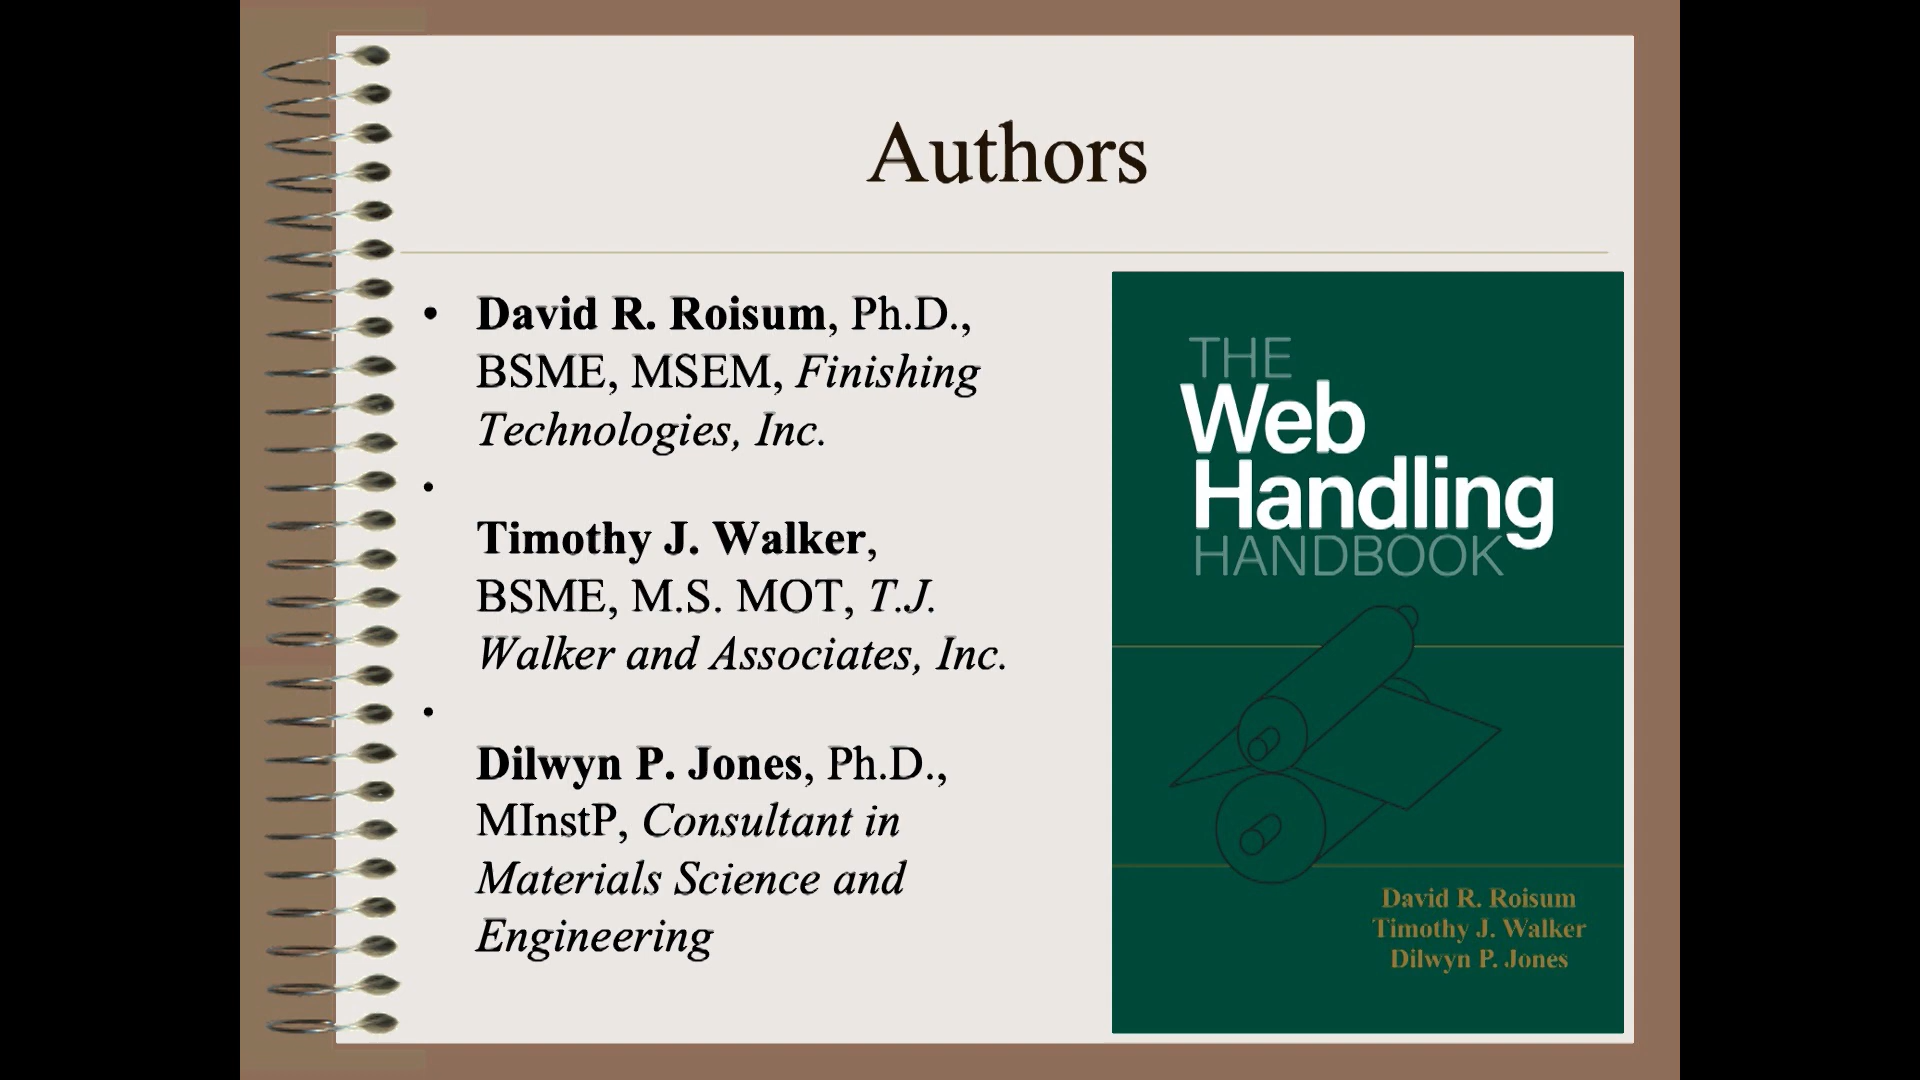 Authors
• David R. Roisum, Ph.D.,
BSME, MSEM, Finishing
Technologies, Inc.
•
Timothy J. Walker,
BSME, M.S. MOT, T.J.
Walker and Associates, Inc.
•
Dilwyn P. Jones, Ph.D.,
MInstP, Consultant in
Materials Science and
Engineering
THE
Web
Handling
HANDBOOK
David R. Roisum
Timothy J. Walker
Dilwyn P. Jones